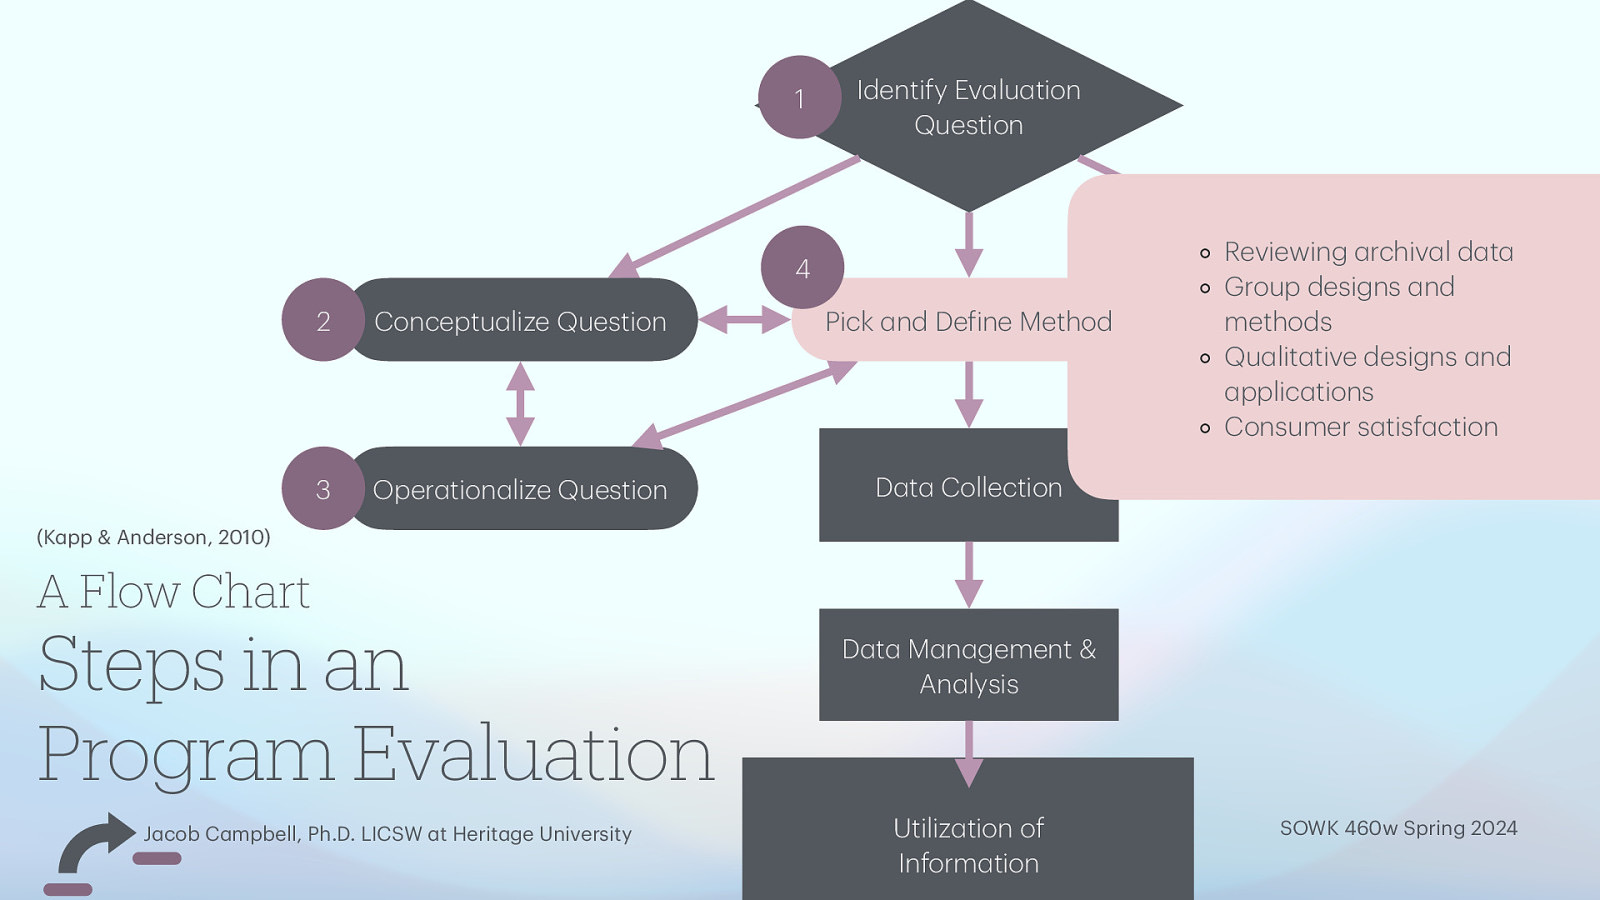 1
Identify Evaluation
Question
4
2
Conceptualize Question
Pick and Define Method
Reviewing archival data
Group designs and
methods
Qualitative designs and
applications
Consumer satisfaction
3
Operationalize Question
Data Collection
(Kapp & Anderson, 2010)
A Flow Chart
Steps in an
Program Evaluation
Data Management &
Analysis
Utilization of
Information
Jacob Campbell, Ph.D. LICSW at Heritage University
SOWK 460w Spring 2024